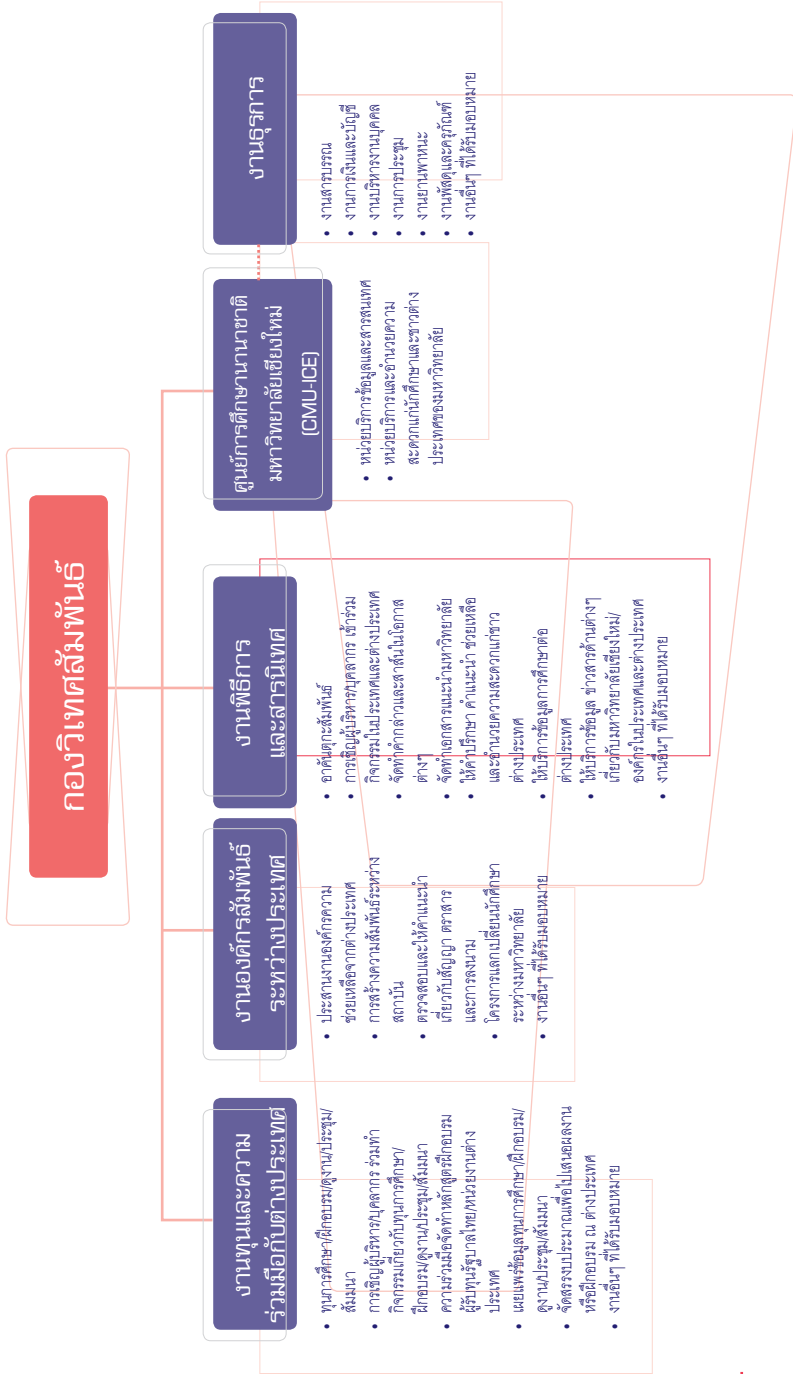 กองวิเทศสัมพันธ์
งานทุนและความ
ร่วมมือกับต่างประเทศ
• ทุนการศึกษา/ฝึกอบรม/ดูงาน/ประชุม/
สัมมนา
• การเชิญผู้บริหาร/บุคลากร ร่วมทำ
กิจกรรมเกี่ยวกับทุนการศึกษา/
ฝึกอบรม/ดูงาน/ประชุม/สัมมนา
• ความร่วมมือจัดทำหลักสูตรฝึกอบรม
ผู้รับทุนรัฐบาลไทย/หน่วยงานต่าง
ประเทศ
• เผยแพร่ข้อมูลทุนการศึกษา/ฝึกอบรม/
ดูงาน/ประชุม/สัมมนา
• จัดสรรงบประมาณเพื่อไปเสนอผลงาน
หรือฝึกอบรม ณ ต่างประเทศ
• งานอื่นๆ ที่ได้รับมอบหมาย
งานองค์กรสัมพันธ์
ระหว่างประเทศ
• ประสานงานองค์กรความ
ช่วยเหลือจากต่างประเทศ
• การสร้างความสัมพันธ์ระหว่าง
สถาบัน
• ตรวจสอบและให้คำแนะนำ
เกี่ยวกับสัญญา ตราสาร
และการลงนาม
• โครงการแลกเปลี่ยนนักศึกษา
ระหว่างมหาวิทยาลัย
• งานอื่นๆ ที่ได้รับมอบหมาย
งานพิธีการ
และสารนิเทศ
• อาคันตุกะสัมพันธ์
• การเชิญผู้บริหาร/บุคลากร เข้าร่วม
กิจกรรมในประเทศและต่างประเทศ
• จัดทำคำกล่าวและสาส์นในโอกาส
ต่างๆ
• จัดทำเอกสารแนะนำมหาวิทยาลัย
• ให้คำปรึกษา คำแนะนำ ช่วยเหลือ
และอำนวยความสะดวกแก่ชาว
ต่างประเทศ
• ให้บริการข้อมูลการศึกษาต่อ
ต่างประเทศ
• ให้บริการข้อมูล ข่าวสารด้านต่างๆ
เกี่ยวกับมหาวิทยาลัยเชียงใหม่/
องค์กรในประเทศและต่างประเทศ
• งานอื่นๆ ที่ได้รับมอบหมาย
ศูนย์การศึกษานานาชาติ
มหาวิทยาลัยเชียงใหม่
(CMU-ICE)
• หน่วยบริการข้อมูลและสารสนเทศ
• หน่วยบริการและอำนวยความ
สะดวกแก่นักศึกษาและชาวต่าง
ประเทศของมหาวิทยาลัย
งานธุรการ
• งานสารบรรณ
• งานการเงินและบัญชี
• งานบริหารงานบุคคล
• งานการประชุม
• งานยานพาหนะ
• งานพัสดุและครุภัณฑ์
• งานอื่นๆ ที่ได้รับมอบหมาย